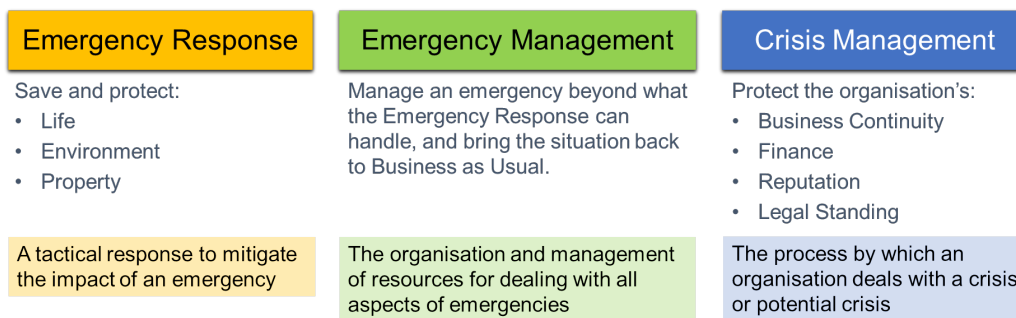 Emergency Response
Save and protect:
• Life
• Environment
• Property
A tactical response to mitigate
the impact of an emergency
Emergency Management
Manage an emergency beyond what
the Emergency Response can
handle, and bring the situation back
to Business as Usual.
The organisation and management
of resources for dealing with all
aspects of emergencies
Crisis Management
Protect the organisation’s:
• Business Continuity
• Finance
• Reputation
• Legal Standing
The process by which an
organisation deals with a crisis
or potential crisis